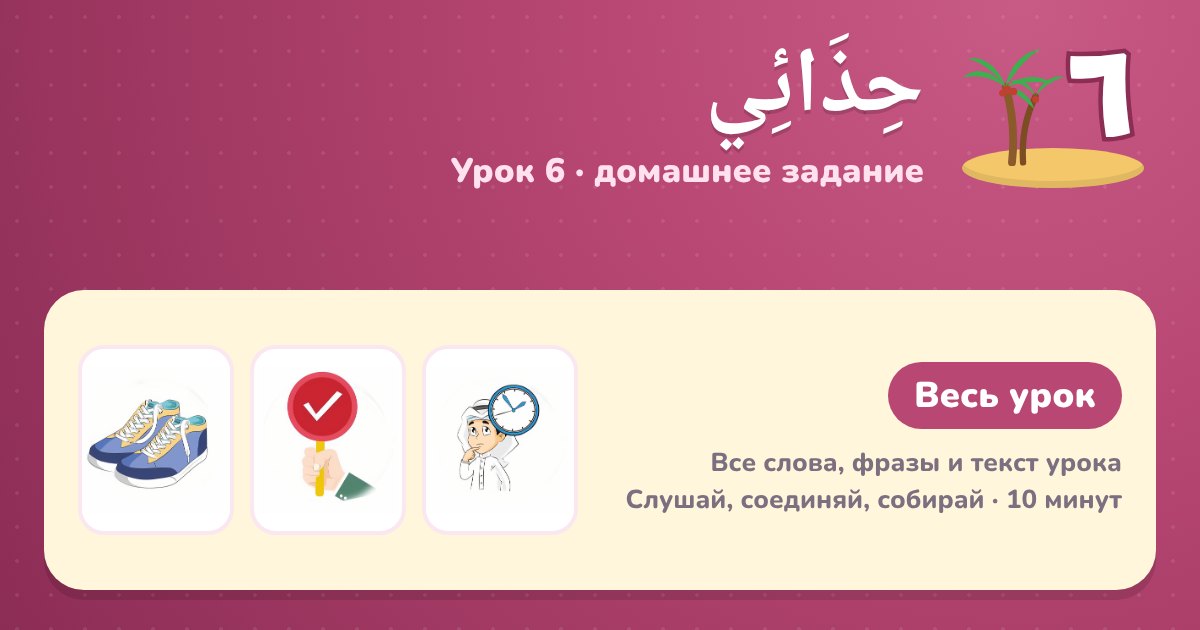 حِذَائِي
٦
Урок 6 · домашнее задание
Весь урок
Все слова, фразы и текст урока
Слушай, соединяй, собирай · 10 минут